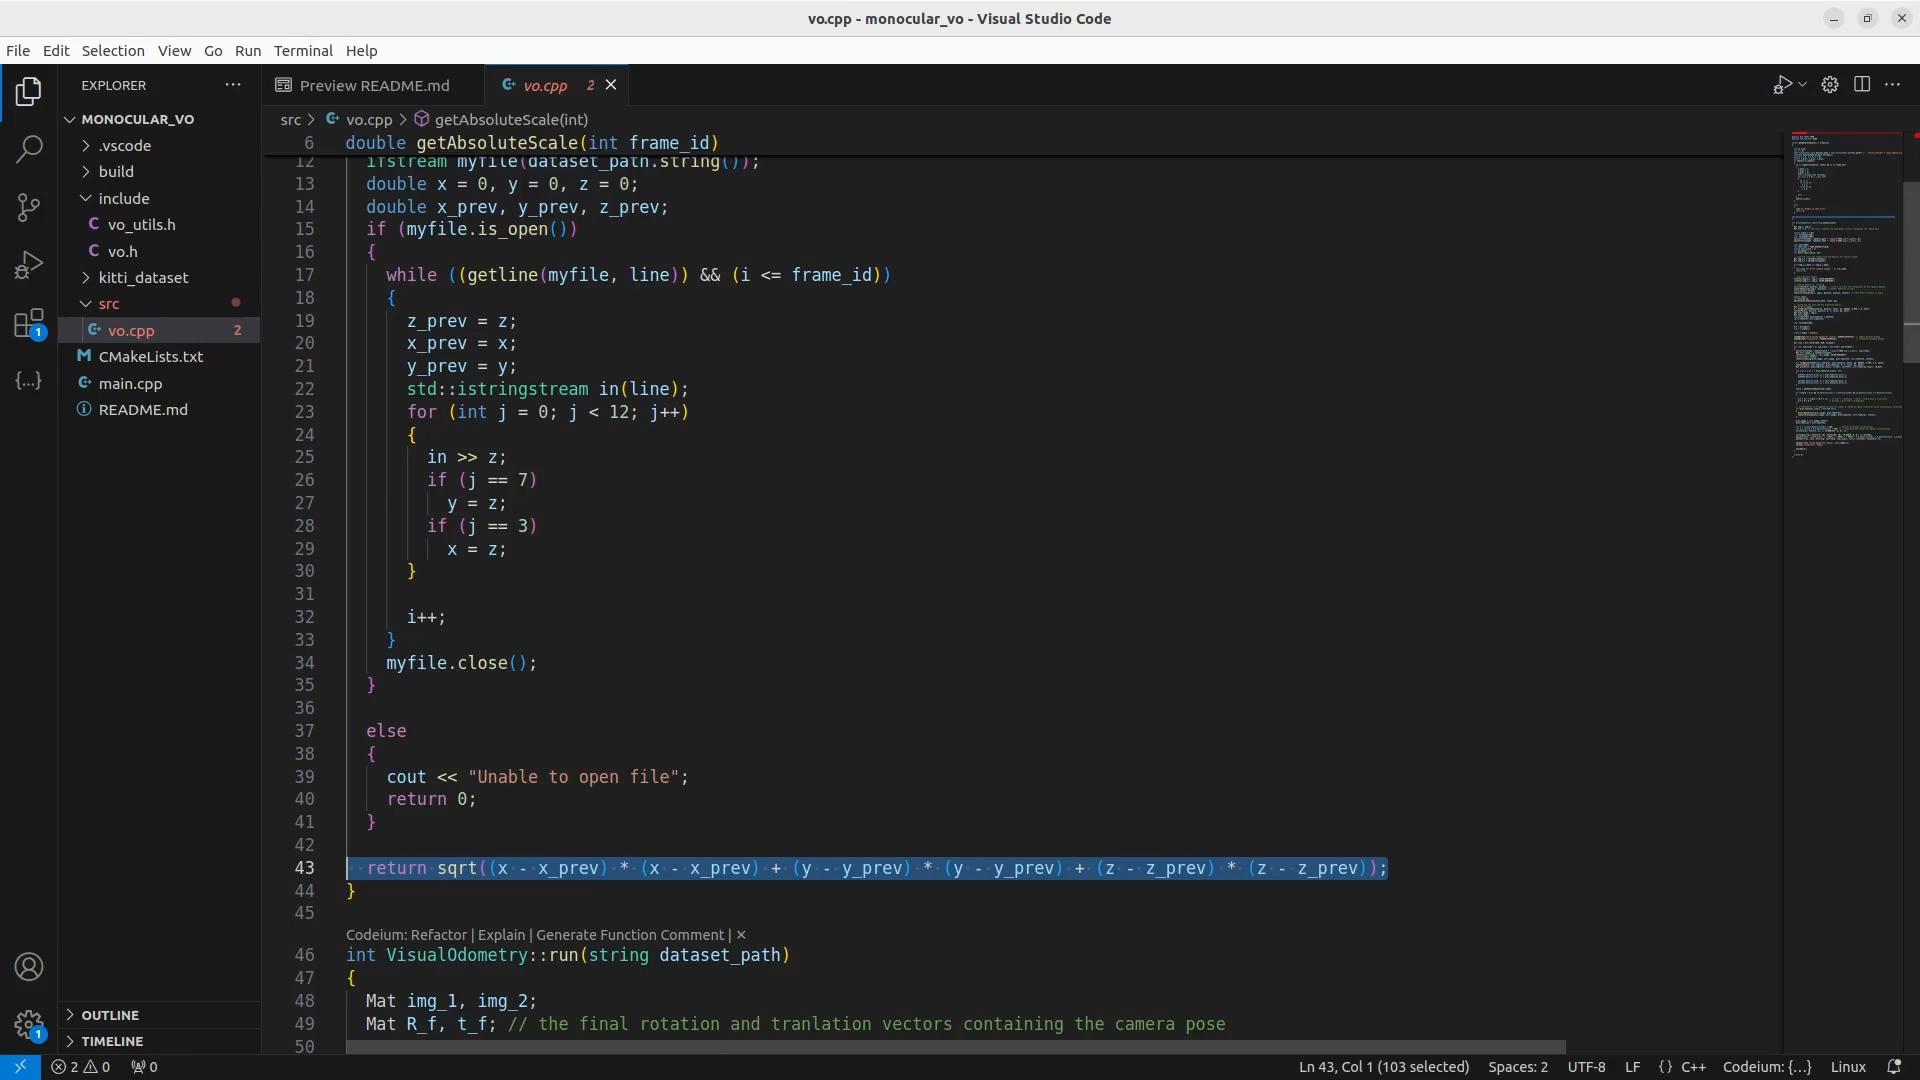 vo.cpp - monocular_vo - Visual Studio Code
File Edit Selection View Go Run Terminal Help
EXPLORER
MONOCULAR_VO
.vscode
build
include
C vo_utils.h
C vo.h
kitti_dataset
src
vo.cpp 2
M CMakeLists.txt
main.cpp
README.md
OUTLINE
TIMELINE
1
1
Preview README.md
vo.cpp 2
src > vo.cpp > getAbsoluteScale(int)
6 double getAbsoluteScale(int frame_id)
12 ifstream myfile(dataset_path.string());
13 double x = 0, y = 0, z = 0;
14 double x_prev, y_prev, z_prev;
15 if (myfile.is_open())
16 {
17 while ((getline(myfile, line)) && (i <= frame_id))
18 {
19 z_prev = z;
20 x_prev = x;
21 y_prev = y;
22 std::istringstream in(line);
23 for (int j = 0; j < 12; j++)
24 {
25 in >> z;
26 if (j == 7)
27 y = z;
28 if (j == 3)
29 x = z;
30 }
31
32 i++;
33 }
34 myfile.close();
35 }
36
37 else
38 {
39 cout << "Unable to open file";
40 return 0;
41 }
42
43 return sqrt((x - x_prev) * (x - x_prev) + (y - y_prev) * (y - y_prev) + (z - z_prev) * (z - z_prev));
44 }
45
Codeium: Refactor | Explain | Generate Function Comment | ✕
46 int VisualOdometry::run(string dataset_path)
47 {
48 Mat img_1, img_2;
49 Mat R_f, t_f; // the final rotation and tranlation vectors containing the camera pose
50
2 0 0
Ln 43, Col 1 (103 selected) Spaces: 2 UTF-8 LF {} C++ Codeium: {...} Linux